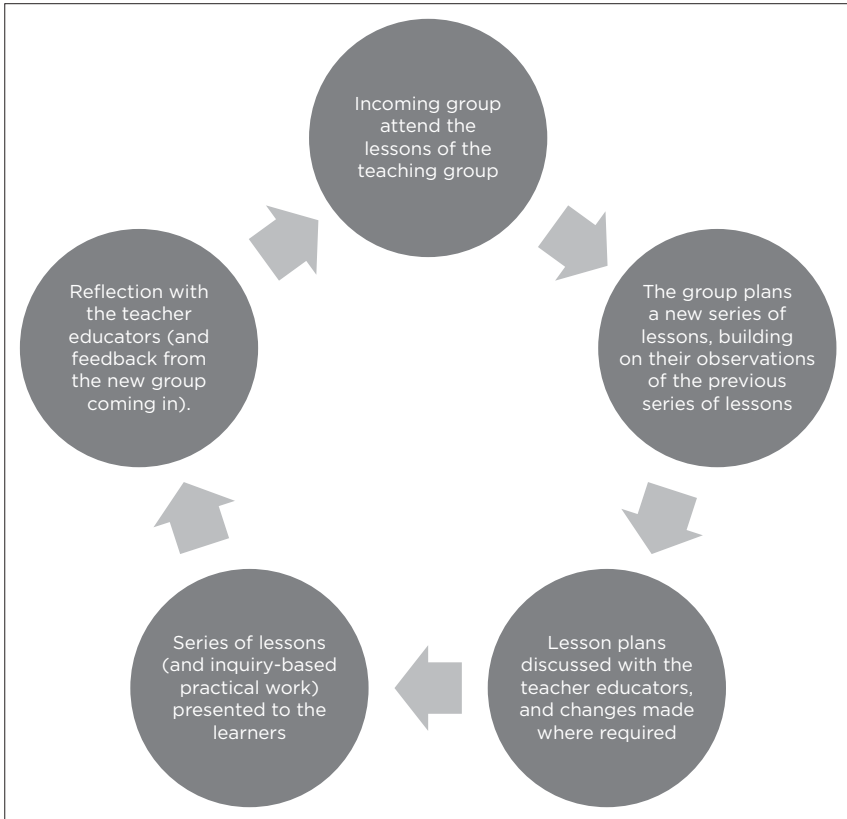 Incoming group
attend the
lessons of the
teaching group
The group plans
a new series of
lessons, building
on their observations
of the previous
series of lessons
Lesson plans
discussed with the
teacher educators,
and changes made
where required
Series of lessons
(and inquiry-based
practical work)
presented to the
learners
Reflection with
the teacher
educators (and
feedback from
the new group
coming in).